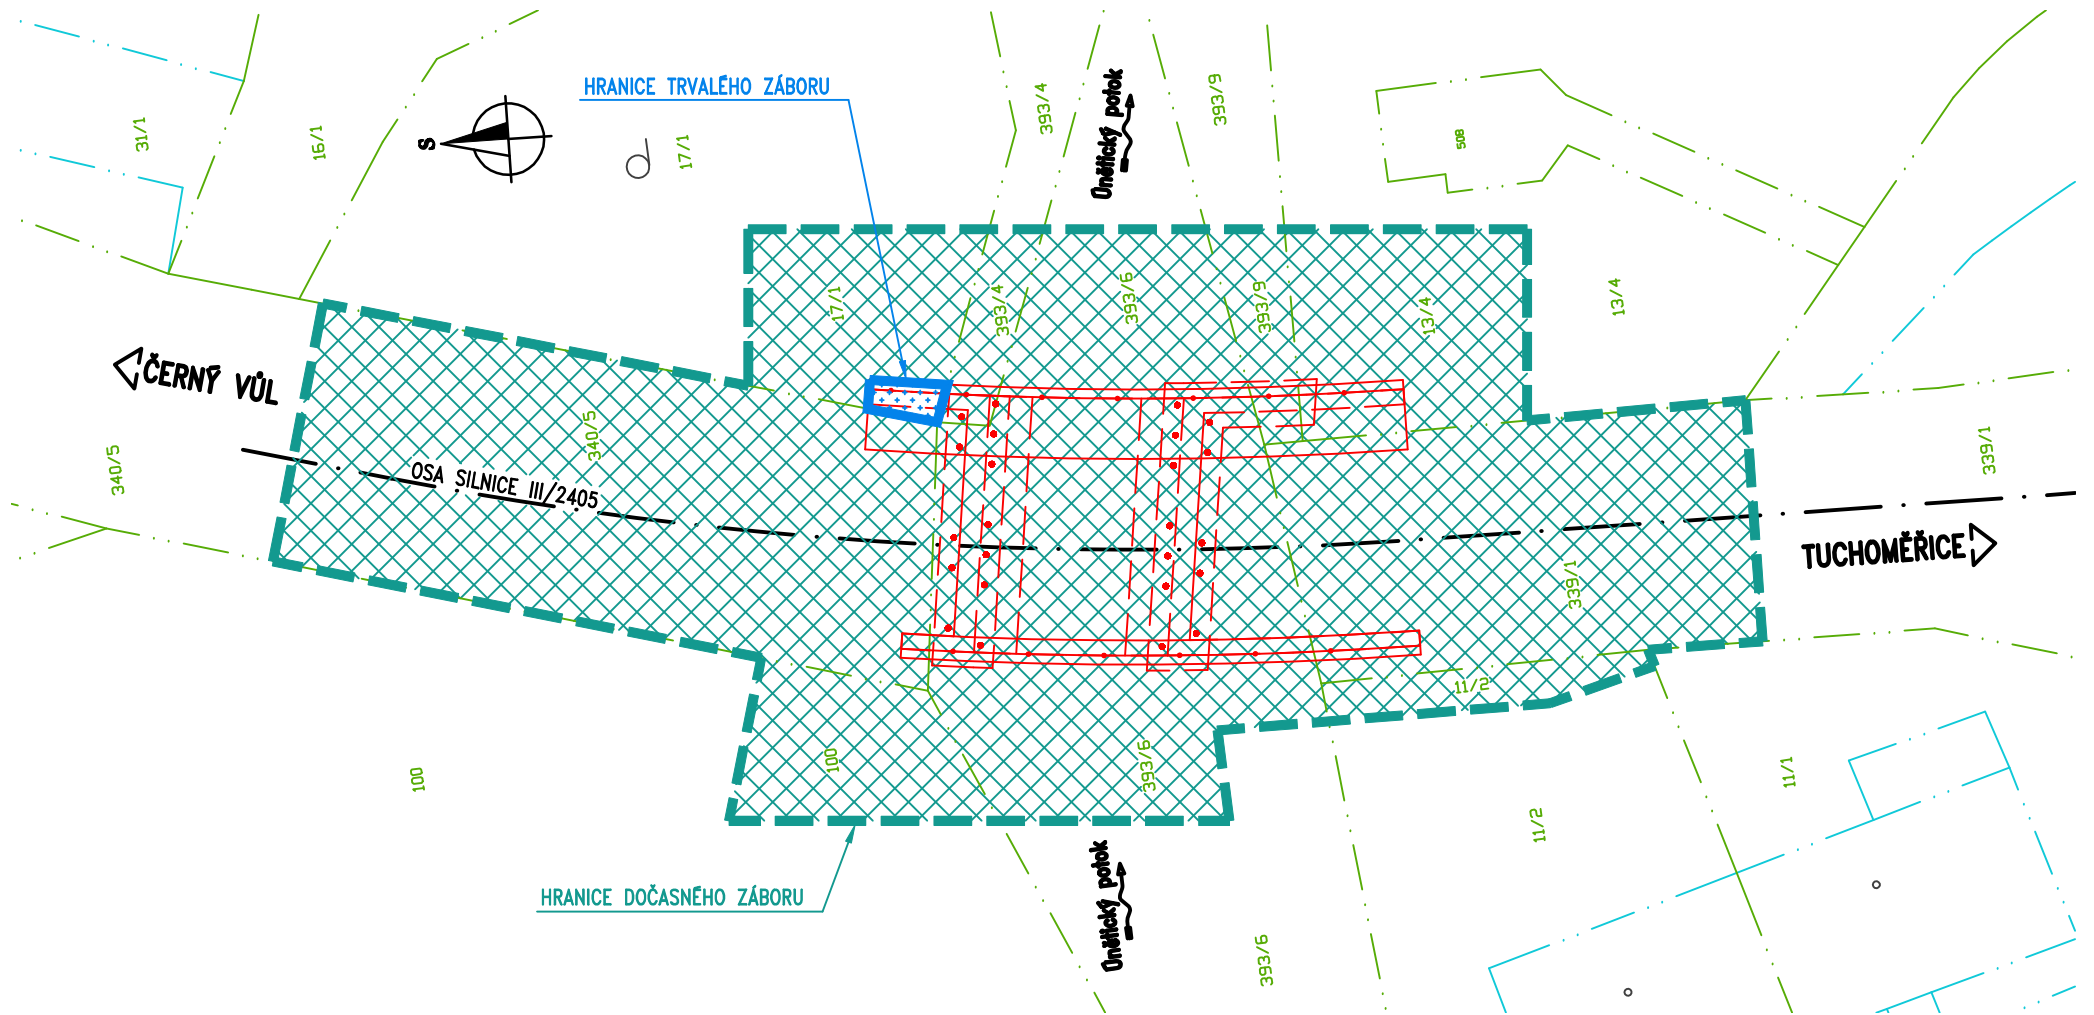 HRANICE TRVALÉHO ZÁBORU
31/1
16/1
S
17/1
393/4
Únětický potok
393/9
508
17/1
393/4
393/6
393/9
13/4
13/4
ČERNÝ VŮL
340/5
340/5
OSA SILNICE III/2405
339/1
TUCHOMĚŘICE
339/1
11/2
100
100
393/6
11/1
11/2
HRANICE DOČASNÉHO ZÁBORU
Únětický potok
393/6